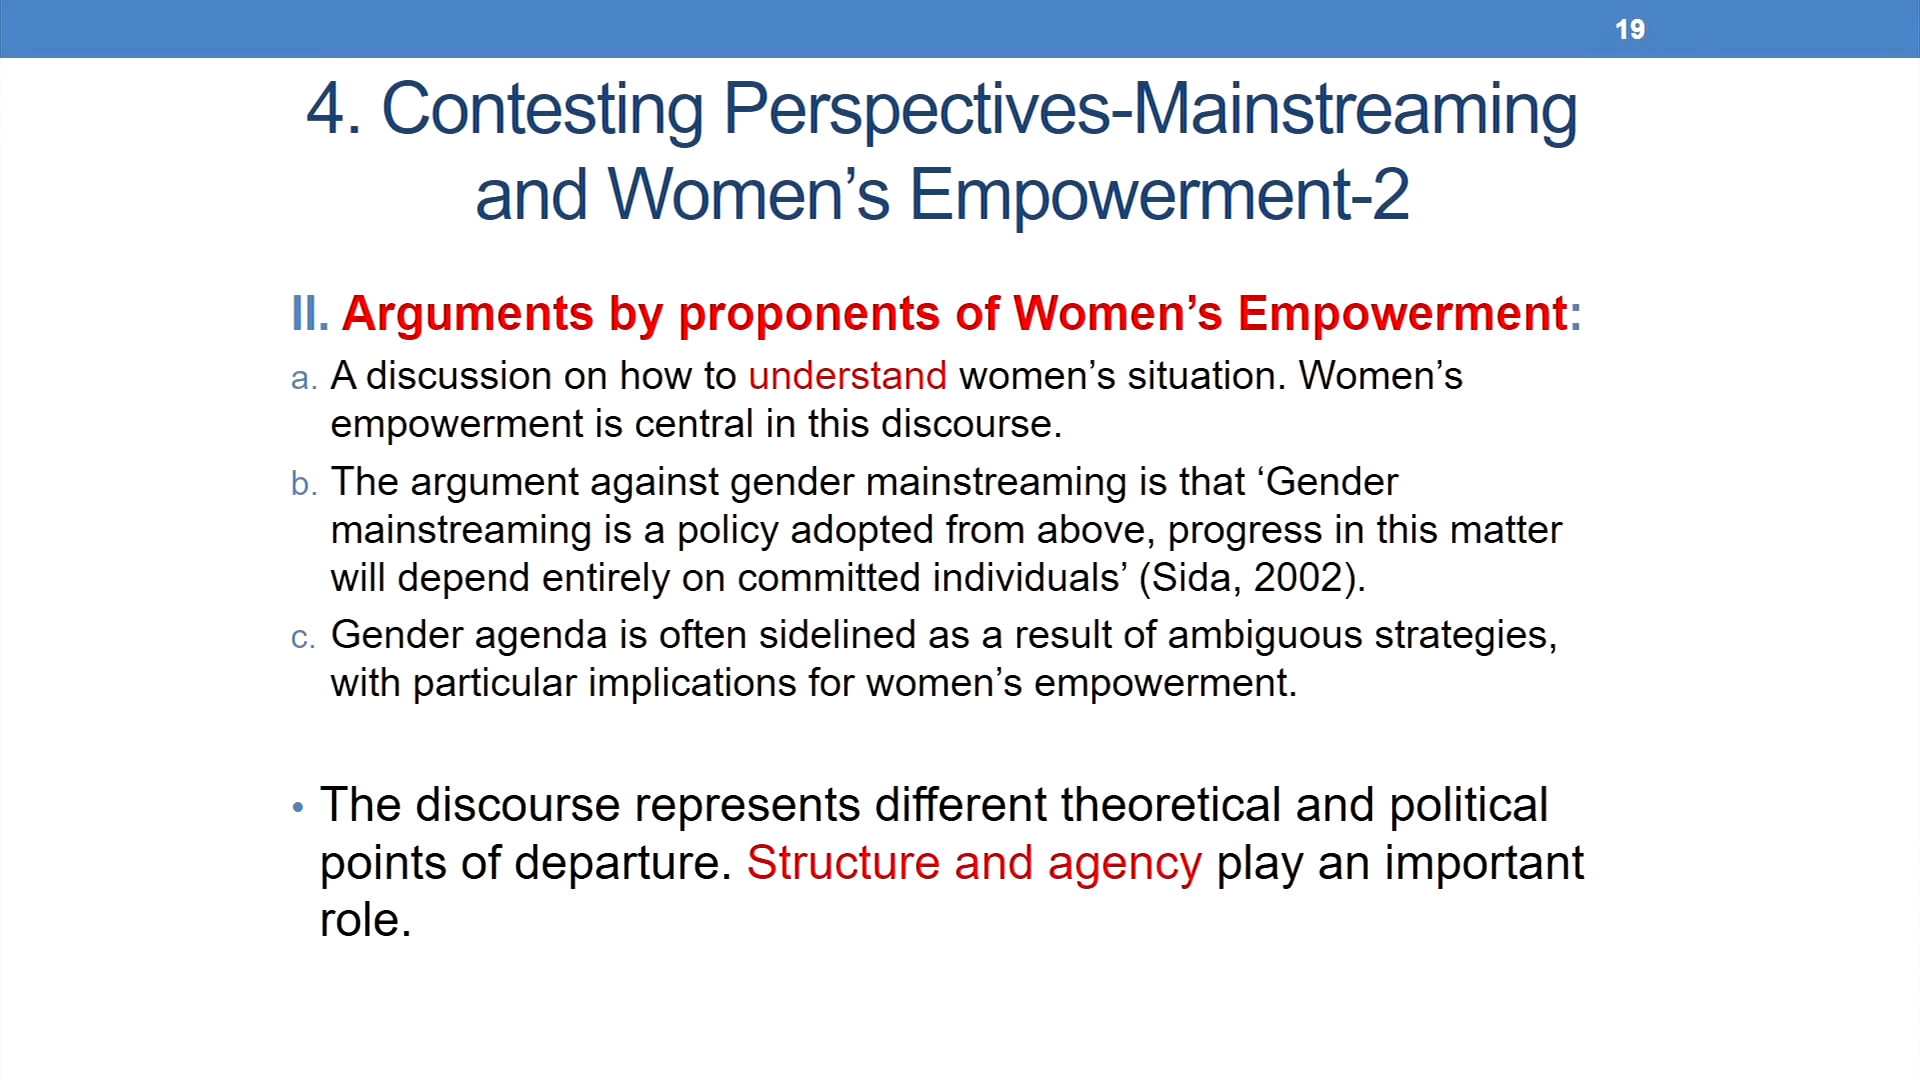 19
4. Contesting Perspectives-Mainstreaming
and Women’s Empowerment-2
II. Arguments by proponents of Women’s Empowerment:
a. A discussion on how to understand women’s situation. Women’s
empowerment is central in this discourse.
b. The argument against gender mainstreaming is that ‘Gender
mainstreaming is a policy adopted from above, progress in this matter
will depend entirely on committed individuals’ (Sida, 2002).
c. Gender agenda is often sidelined as a result of ambiguous strategies,
with particular implications for women’s empowerment.
• The discourse represents different theoretical and political
points of departure. Structure and agency play an important
role.